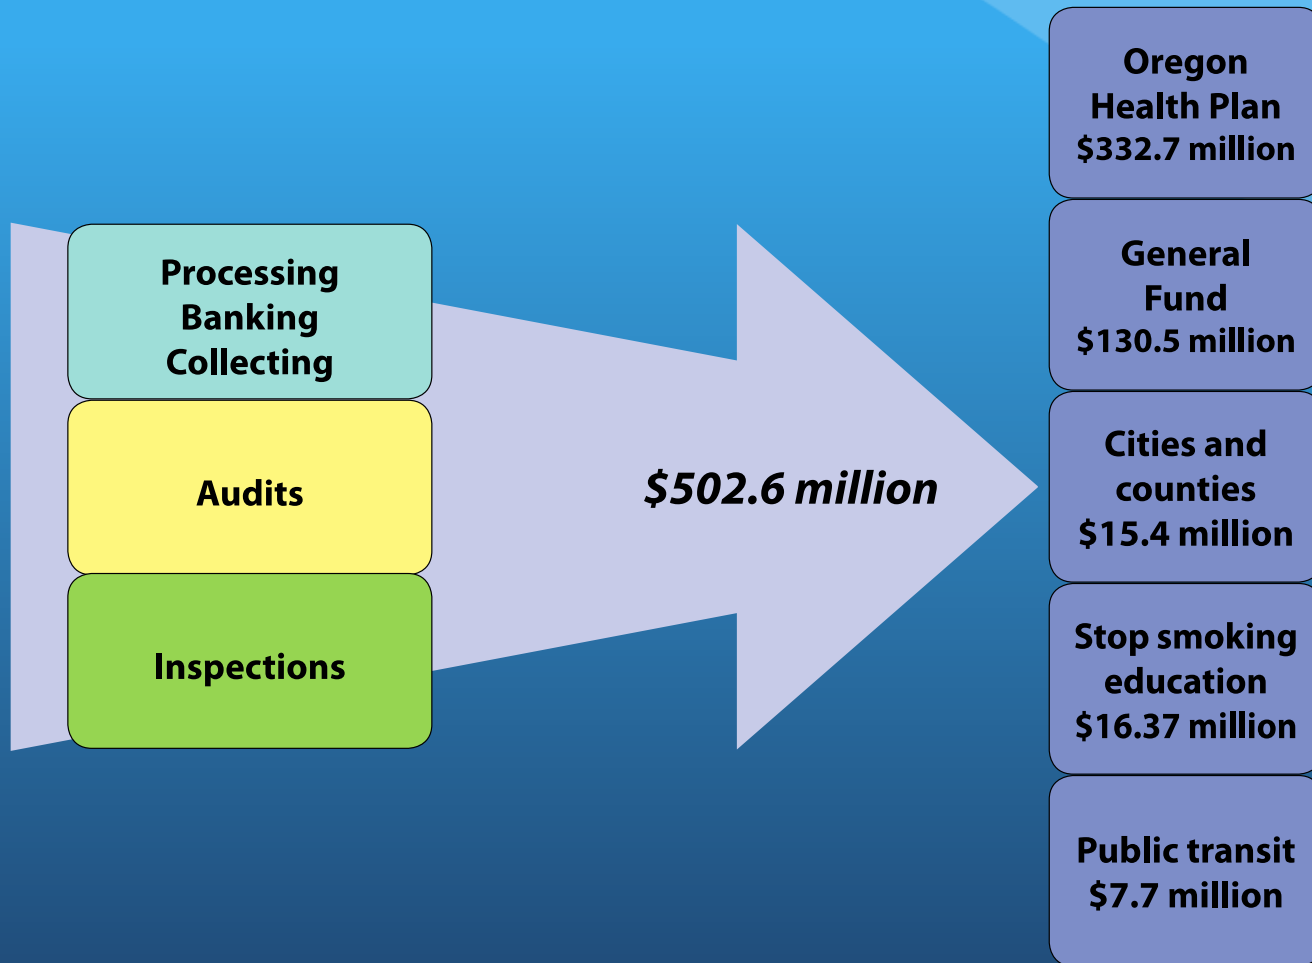 Processing
Banking
Collecting
Audits
Inspections
$502.6 million
Oregon
Health Plan
$332.7 million
General
Fund
$130.5 million
Cities and
counties
$15.4 million
Stop smoking
education
$16.37 million
Public transit
$7.7 million